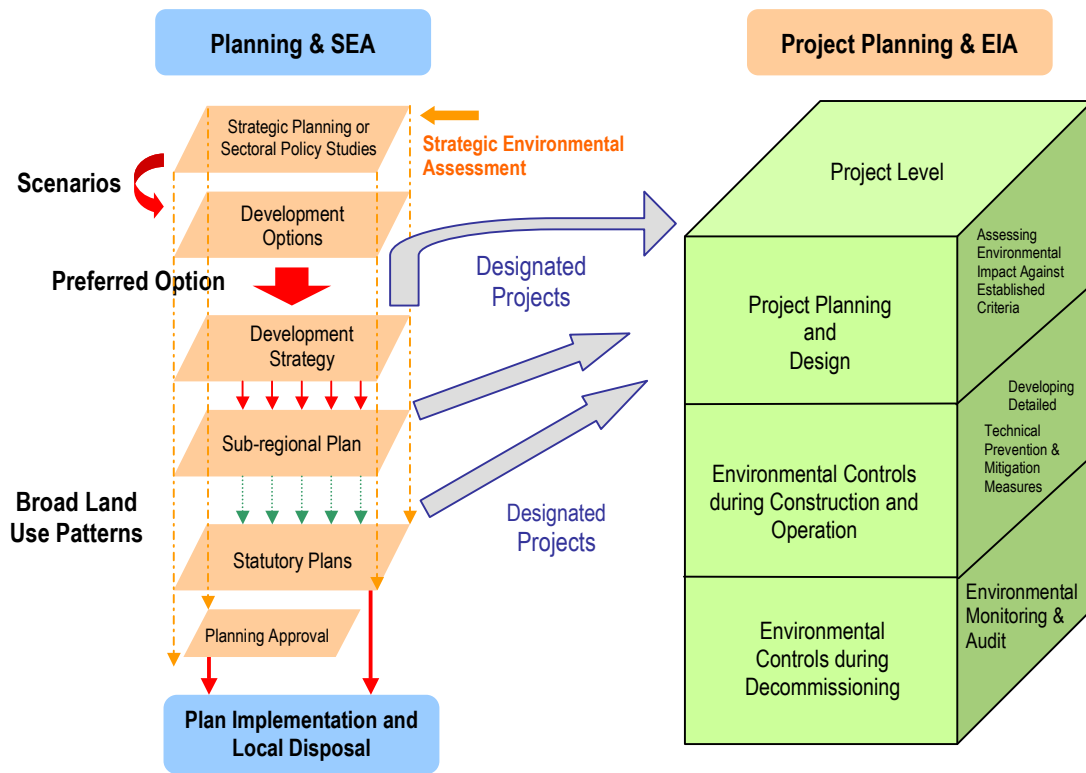 Planning & SEA
Project Planning & EIA
Strategic Planning or
Sectoral Policy Studies
Strategic Environmental
Assessment
Scenarios
Development
Options
Preferred Option
Designated
Projects
Development
Strategy
Sub-regional Plan
Broad Land
Use Patterns
Designated
Projects
Statutory Plans
Planning Approval
Plan Implementation and
Local Disposal
Project Level
Project Planning
and
Design
Assessing
Environmental
Impact Against
Established
Criteria
Environmental Controls
during Construction and
Operation
Developing
Detailed
Technical
Prevention &
Mitigation
Measures
Environmental
Controls during
Decommissioning
Environmental
Monitoring &
Audit